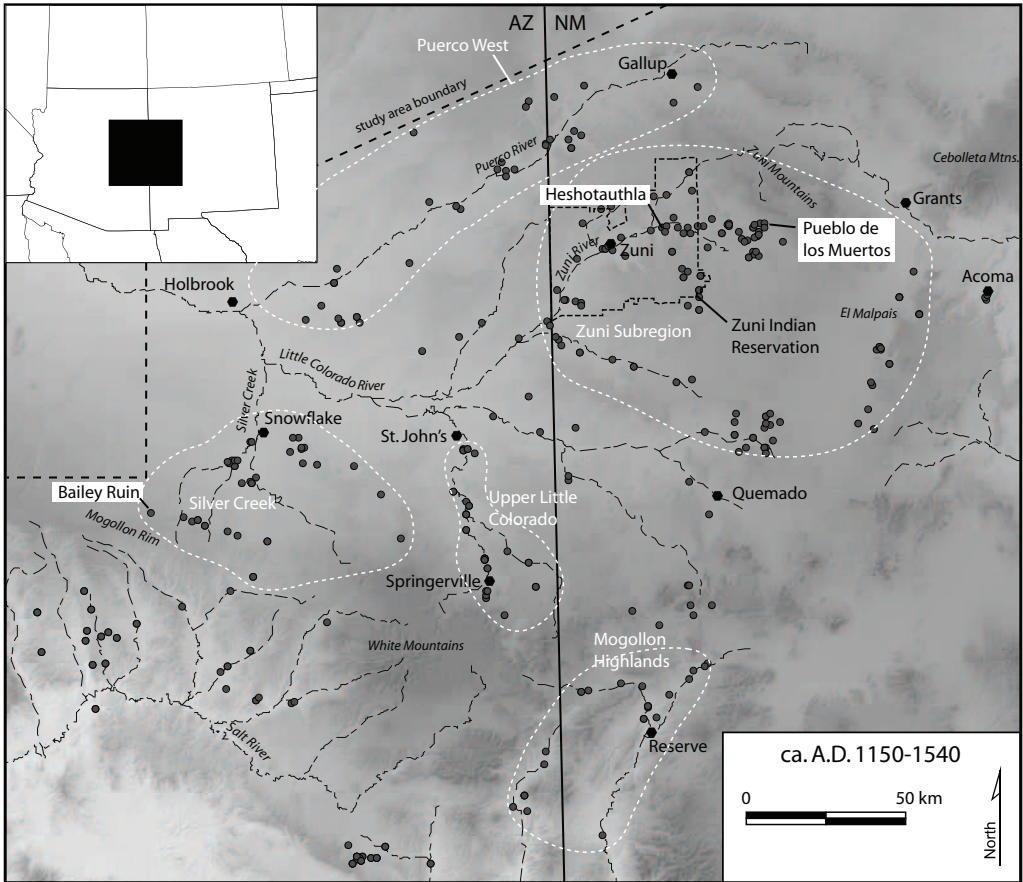 AZ
NM
Puerco West
Gallup
study area boundary
Puerco River
Zuni Mountains
Cebolleta Mtns.
Heshotauthla
Grants
Pueblo de
los Muertos
Zuni River
Zuni
Holbrook
Acoma
El Malpais
Zuni Subregion
Zuni Indian
Reservation
Little Colorado River
Silver Creek
Snowflake
St. John's
Bailey Ruin
Silver Creek
Upper Little
Colorado
Quemado
Mogollon Rim
Springerville
White Mountains
Mogollon
Highlands
Salt River
Reserve
ca. A.D. 1150-1540
0
50 km
North